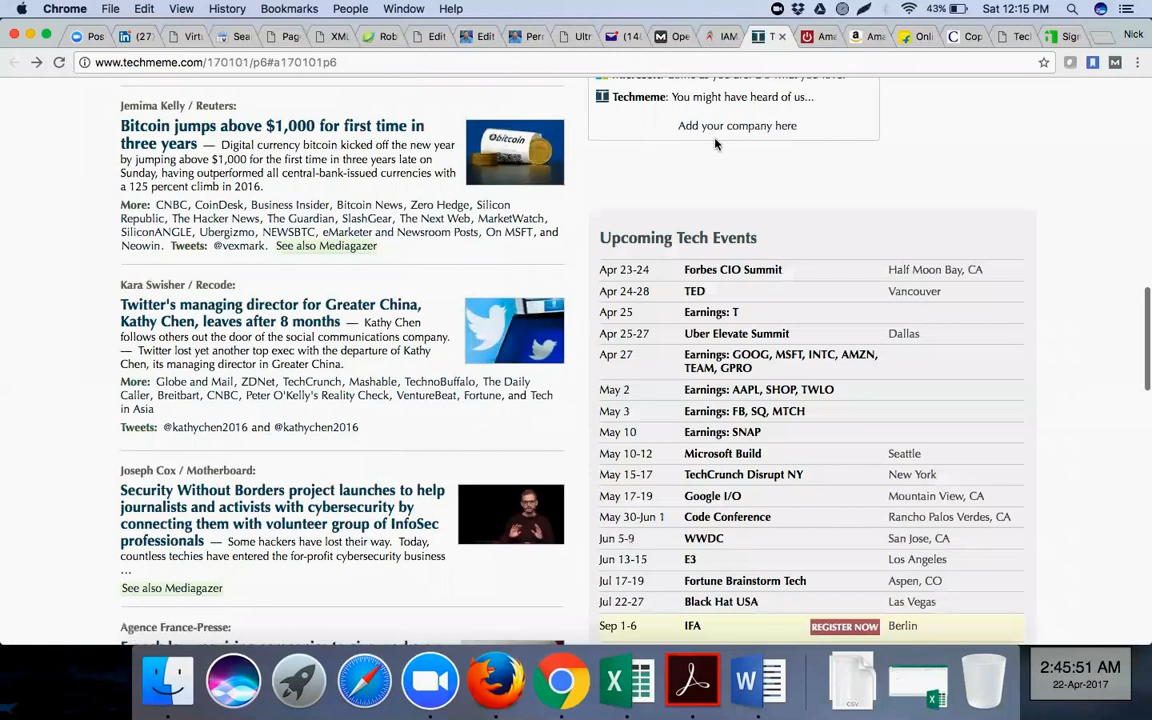 Chrome File Edit View History Bookmarks People Window Help
43% Sat 12:15 PM
Pos (27) Virtu Sea Pag XML Rob Edit Edit Per Ultr (14( Ope IAM T Ama Ama Onli Cop Tecl Sign Nick
www.techmeme.com/170101/p6#a170101p6
Jemima Kelly / Reuters:
Bitcoin jumps above $1,000 for first time in
three years — Digital currency bitcoin kicked off the new year
by jumping above $1,000 for the first time in three years late on
Sunday, having outperformed all central-bank-issued currencies with
a 125 percent climb in 2016.
More: CNBC, CoinDesk, Business Insider, Bitcoin News, Zero Hedge, Silicon
Republic, The Hacker News, The Guardian, SlashGear, The Next Web, MarketWatch,
SiliconANGLE, Ubergizmo, NEWSBTC, eMarketer and Newsroom Posts, On MSFT, and
Neowin. Tweets: @vexmark. See also Mediagazer
bitcoin
Kara Swisher / Recode:
Twitter's managing director for Greater China,
Kathy Chen, leaves after 8 months — Kathy Chen
follows others out the door of the social communications company.
— Twitter lost yet another top exec with the departure of Kathy
Chen, its managing director in Greater China.
More: Globe and Mail, ZDNet, TechCrunch, Mashable, TechnoBuffalo, The Daily
Caller, Breitbart, CNBC, Peter O'Kelly's Reality Check, VentureBeat, Fortune, and Tech
in Asia
Tweets: @kathychen2016 and @kathychen2016
Joseph Cox / Motherboard:
Security Without Borders project launches to help
journalists and activists with cybersecurity by
connecting them with volunteer group of InfoSec
professionals — Some hackers have lost their way. Today,
countless techies have entered the for-profit cybersecurity business
...
See also Mediagazer
Agence France-Presse:
Techmeme: You might have heard of us...
Add your company here
Upcoming Tech Events
Apr 23-24 Forbes CIO Summit Half Moon Bay, CA
Apr 24-28 TED Vancouver
Apr 25 Earnings: T
Apr 25-27 Uber Elevate Summit Dallas
Apr 27 Earnings: GOOG, MSFT, INTC, AMZN,
TEAM, GPRO
May 2 Earnings: AAPL, SHOP, TWLO
May 3 Earnings: FB, SQ, MTCH
May 10 Earnings: SNAP
May 10-12 Microsoft Build Seattle
May 15-17 TechCrunch Disrupt NY New York
May 17-19 Google I/O Mountain View, CA
May 30-Jun 1 Code Conference Rancho Palos Verdes, CA
Jun 5-9 WWDC San Jose, CA
Jun 13-15 E3 Los Angeles
Jul 17-19 Fortune Brainstorm Tech Aspen, CO
Jul 22-27 Black Hat USA Las Vegas
Sep 1-6 IFA REGISTER NOW Berlin
CSV
2:45:51 AM
22-Apr-2017